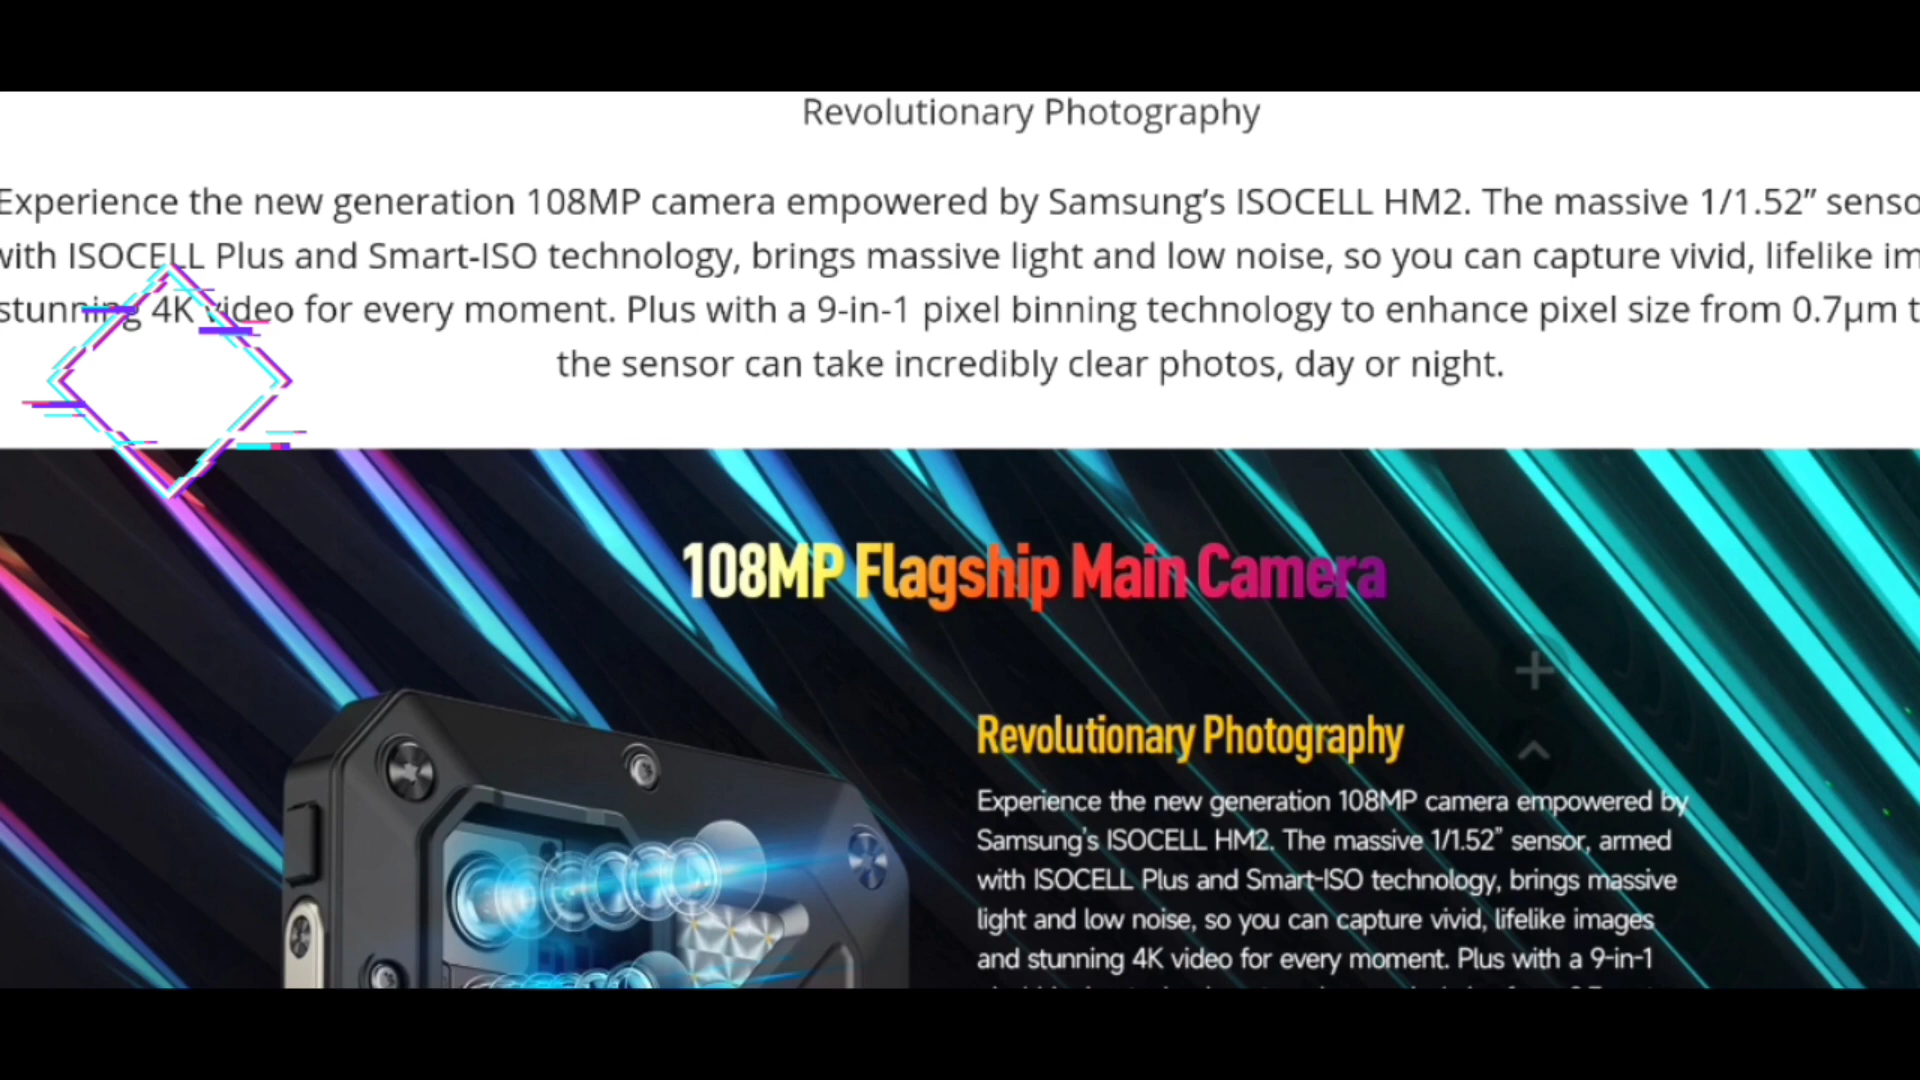 Revolutionary Photography
Experience the new generation 108MP camera empowered by Samsung’s ISOCELL HM2. The massive 1/1.52”
with ISOCELL Plus and Smart-ISO technology, brings massive light and low noise, so you can capture vivid, lifelike
stunning 4K video for every moment. Plus with a 9-in-1 pixel binning technology to enhance pixel size from 0.7µm
the sensor can take incredibly clear photos, day or night.
108MP Flagship Main Camera
Revolutionary Photography
Experience the new generation 108MP camera empowered by
Samsung’s ISOCELL HM2. The massive 1/1.52” sensor, armed
with ISOCELL Plus and Smart-ISO technology, brings massive
light and low noise, so you can capture vivid, lifelike images
and stunning 4K video for every moment. Plus with a 9-in-1